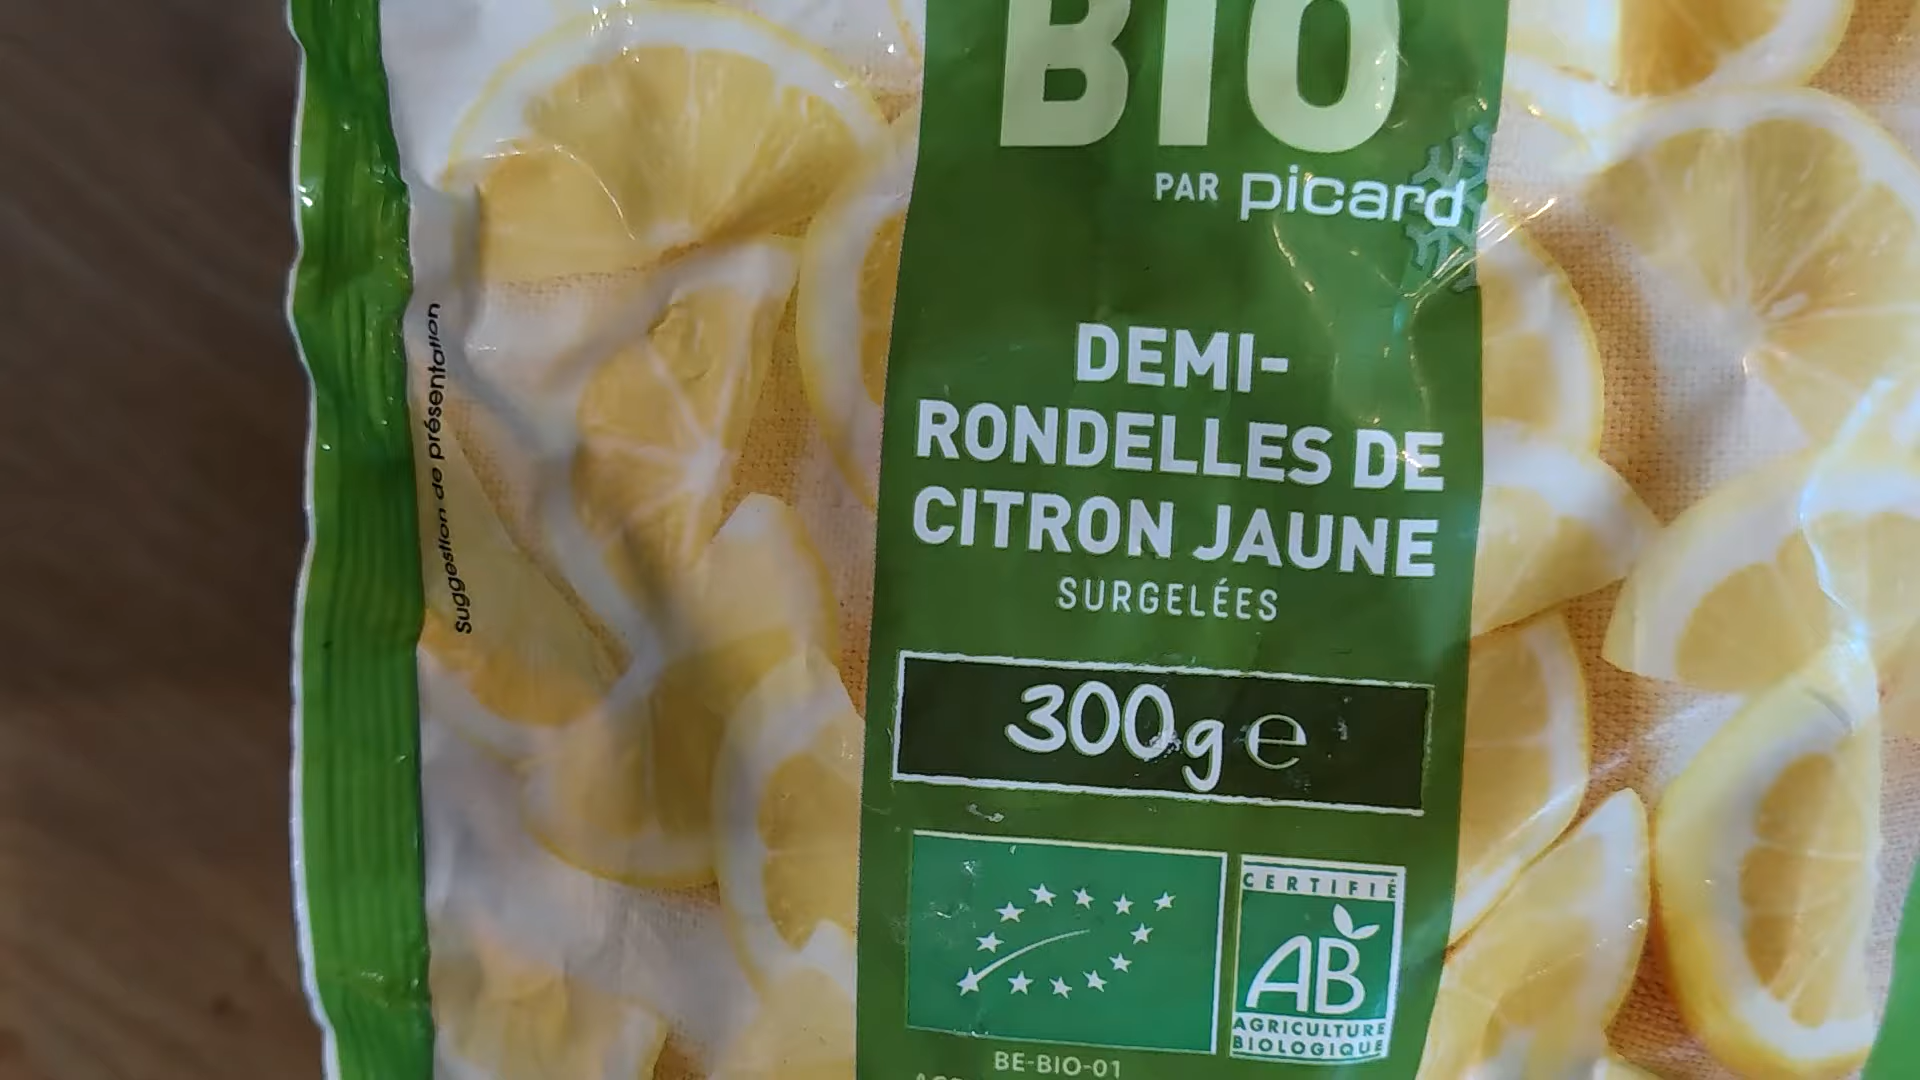 BIO
PAR picard
DEMI-
RONDELLES DE
CITRON JAUNE
SURGELÉES
300g e
CERTIFIÉ
AB
AGRICULTURE
BIOLOGIQUE
BE-BIO-01
Suggestion de présentation